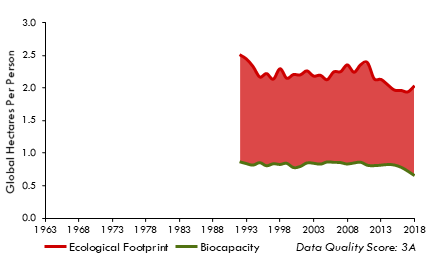 Global Hectares Per Person
3.0
2.5
2.0
1.5
1.0
0.5
0.0
1963 1968 1973 1978 1983 1988 1993 1998 2003 2008 2013 2018
Ecological Footprint Biocapacity Data Quality Score: 3A